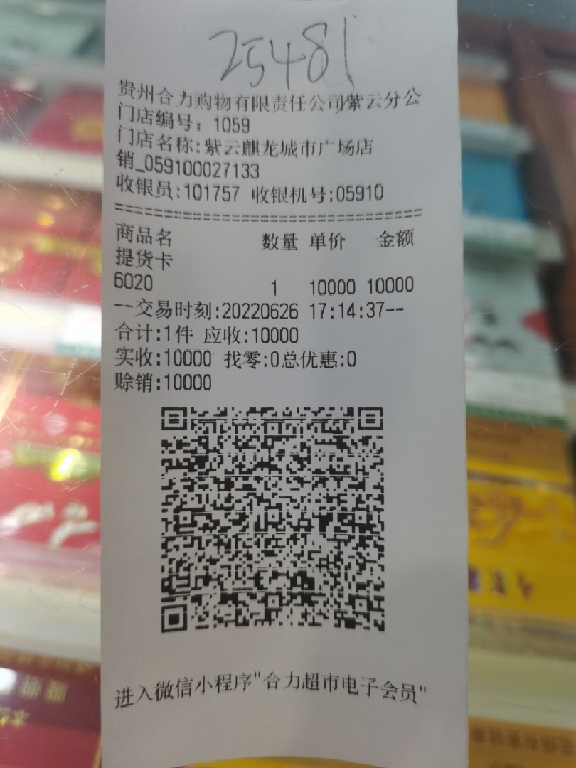 25481
贵州合力购物有限责任公司紫云分公
门店编号: 1059
门店名称:紫云麒龙城市广场店
销_059100027133
收银员:101757 收银机号:05910
================================
商品名 数量 单价 金额
提货卡
6020 1 10000 10000
--交易时刻:20220626 17:14:37--
合计:1件 应收:10000
实收:10000 找零:0总优惠:0
赊销:10000
进入微信小程序"合力超市电子会员"